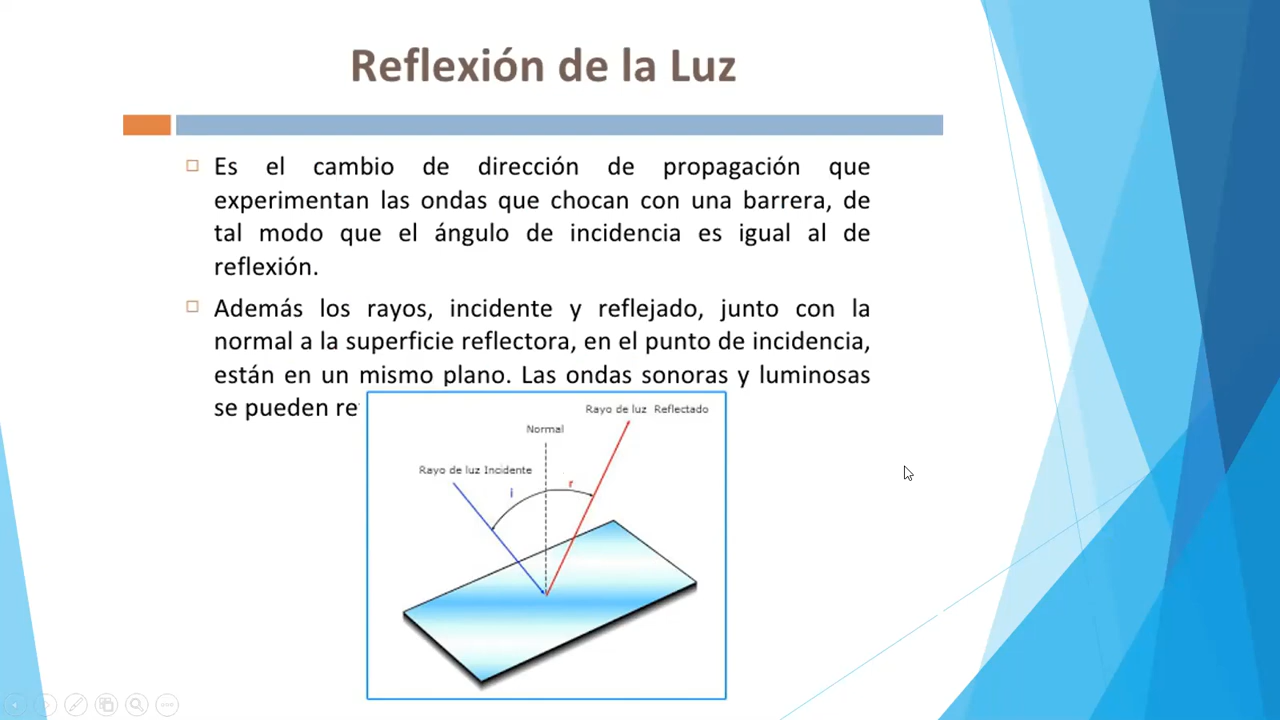 Reflexión de la Luz
Es el cambio de dirección de propagación que
experimentan las ondas que chocan con una barrera, de
tal modo que el ángulo de incidencia es igual al de
reflexión.
Además los rayos, incidente y reflejado, junto con la
normal a la superficie reflectora, en el punto de incidencia,
están en un mismo plano. Las ondas sonoras y luminosas
se pueden re
Rayo de luz Reflectado
Normal
Rayo de luz Incidente
i
r